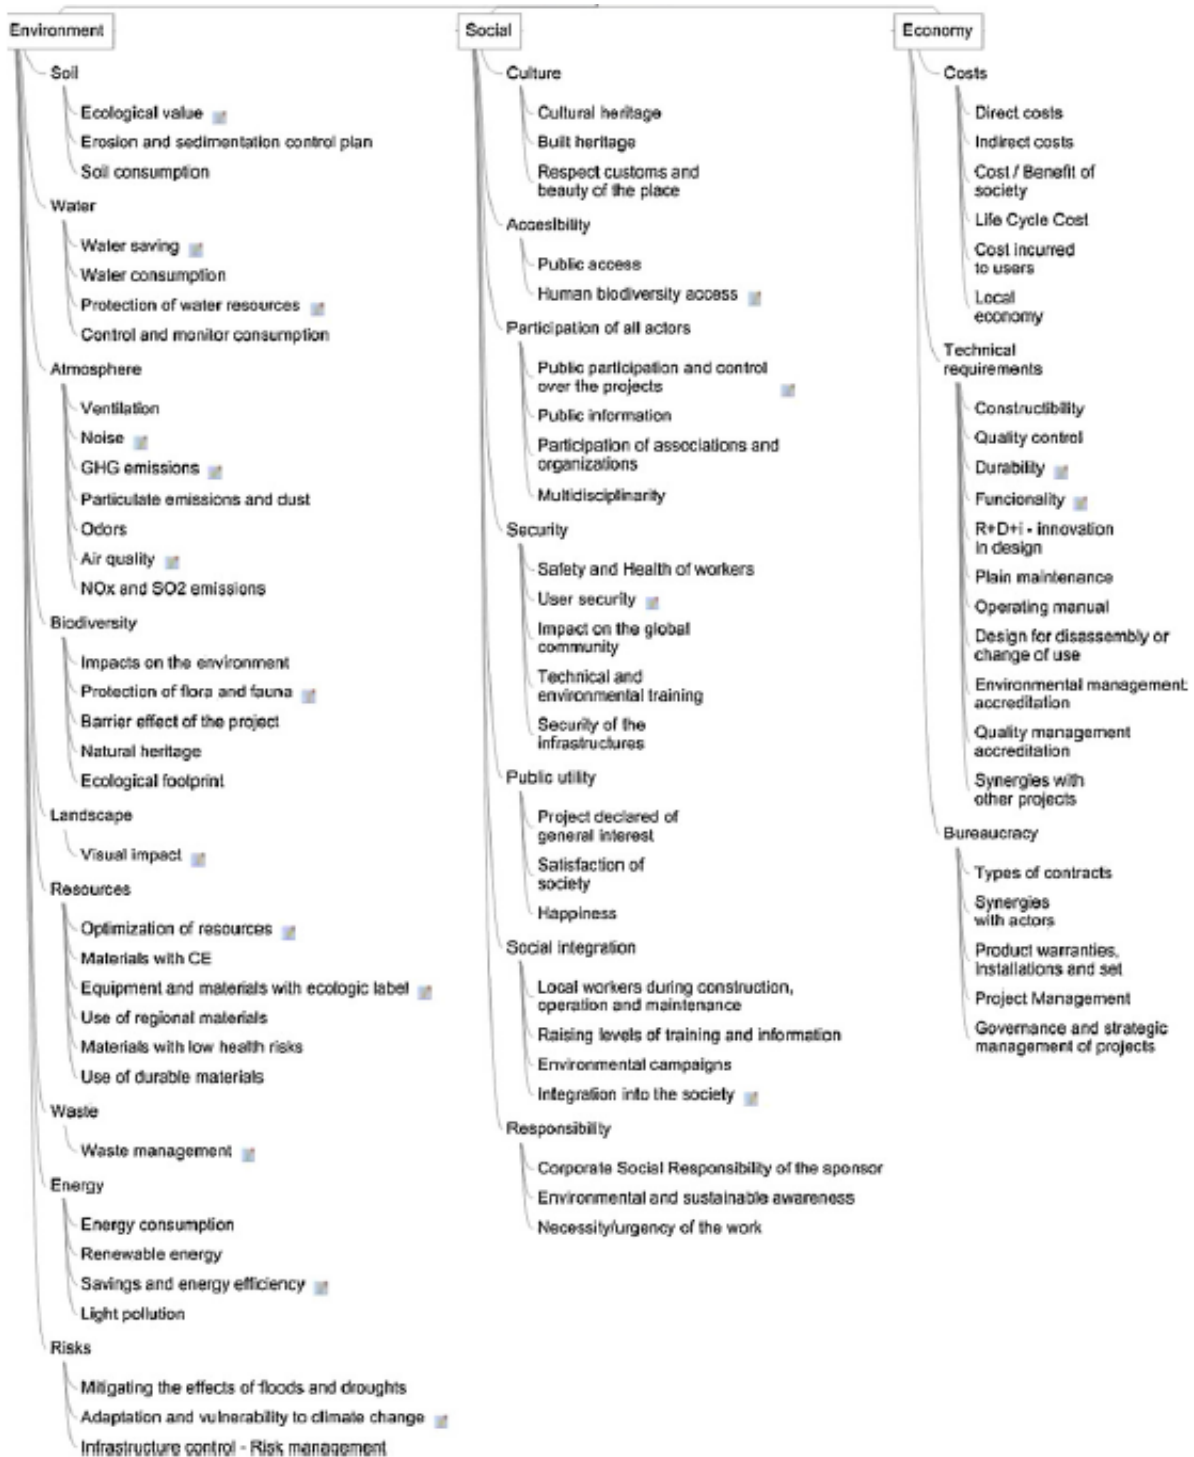 Environment
Soil
Ecological value
Erosion and sedimentation control plan
Soil consumption
Water
Water saving
Water consumption
Protection of water resources
Control and monitor consumption
Atmosphere
Ventilation
Noise
GHG emissions
Particulate emissions and dust
Odors
Air quality
NOx and SO2 emissions
Biodiversity
Impacts on the environment
Protection of flora and fauna
Barrier effect of the project
Natural heritage
Ecological footprint
Landscape
Visual impact
Resources
Optimization of resources
Materials with CE
Equipment and materials with ecologic label
Use of regional materials
Materials with low health risks
Use of durable materials
Waste
Waste management
Energy
Energy consumption
Renewable energy
Savings and energy efficiency
Light pollution
Risks
Mitigating the effects of floods and droughts
Adaptation and vulnerability to climate change
Infrastructure control - Risk management
Social
Culture
Cultural heritage
Built heritage
Respect customs and
beauty of the place
Accesibility
Public access
Human biodiversity access
Participation of all actors
Public participation and control
over the projects
Public information
Participation of associations and
organizations
Multidisciplinarity
Security
Safety and Health of workers
User security
Impact on the global
community
Technical and
environmental training
Security of the
infrastructures
Public utility
Project declared of
general interest
Satisfaction of
society
Happiness
Social integration
Local workers during construction,
operation and maintenance
Raising levels of training and information
Environmental campaigns
Integration into the society
Responsibility
Corporate Social Responsibility of the sponsor
Environmental and sustainable awareness
Necessity/urgency of the work
Economy
Costs
Direct costs
Indirect costs
Cost / Benefit of
society
Life Cycle Cost
Cost incurred
to users
Local
economy
Technical
requirements
Constructibility
Quality control
Durability
Funcionality
R+D+i - innovation
in design
Plain maintenance
Operating manual
Design for disassembly or
change of use
Environmental management
accreditation
Quality management
accreditation
Synergies with
other projects
Bureaucracy
Types of contracts
Synergies
with actors
Product warranties,
installations and set
Project Management
Governance and strategic
management of projects